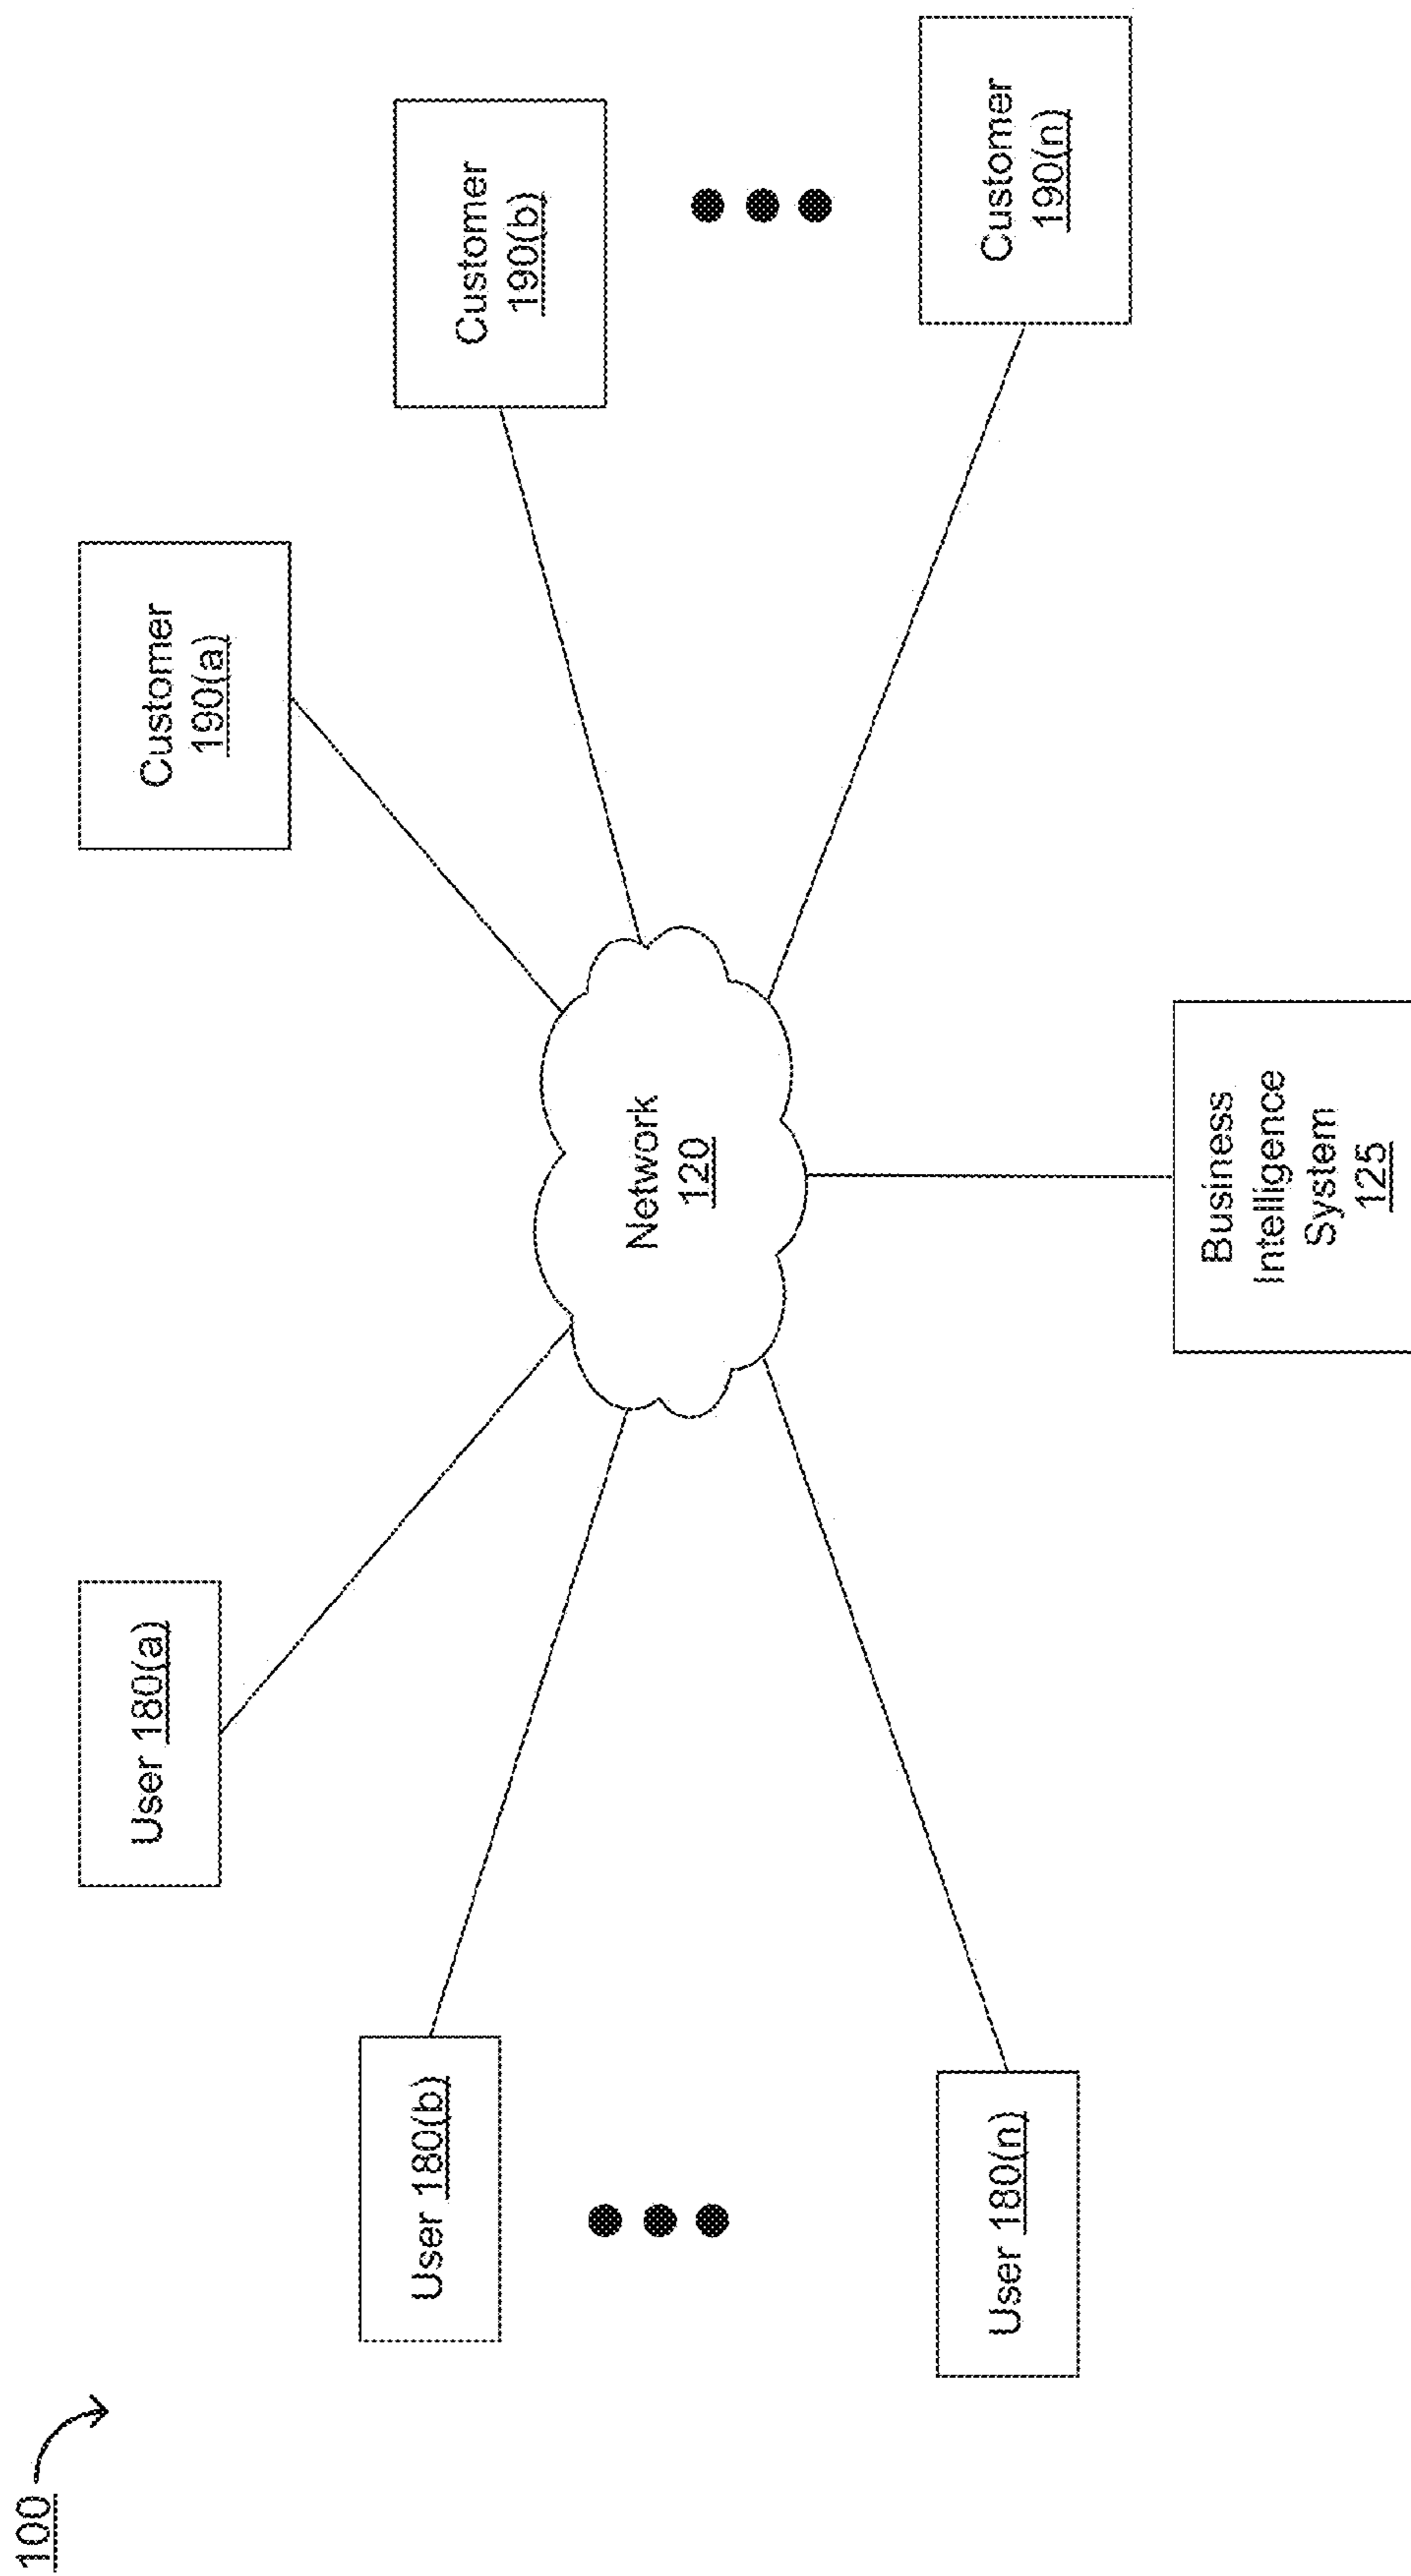 100
User 180(a)
Customer
190(a)
User 180(b)
Customer
190(b)
Network
120
User 180(n)
Customer
190(n)
Business
Intelligence
System
125